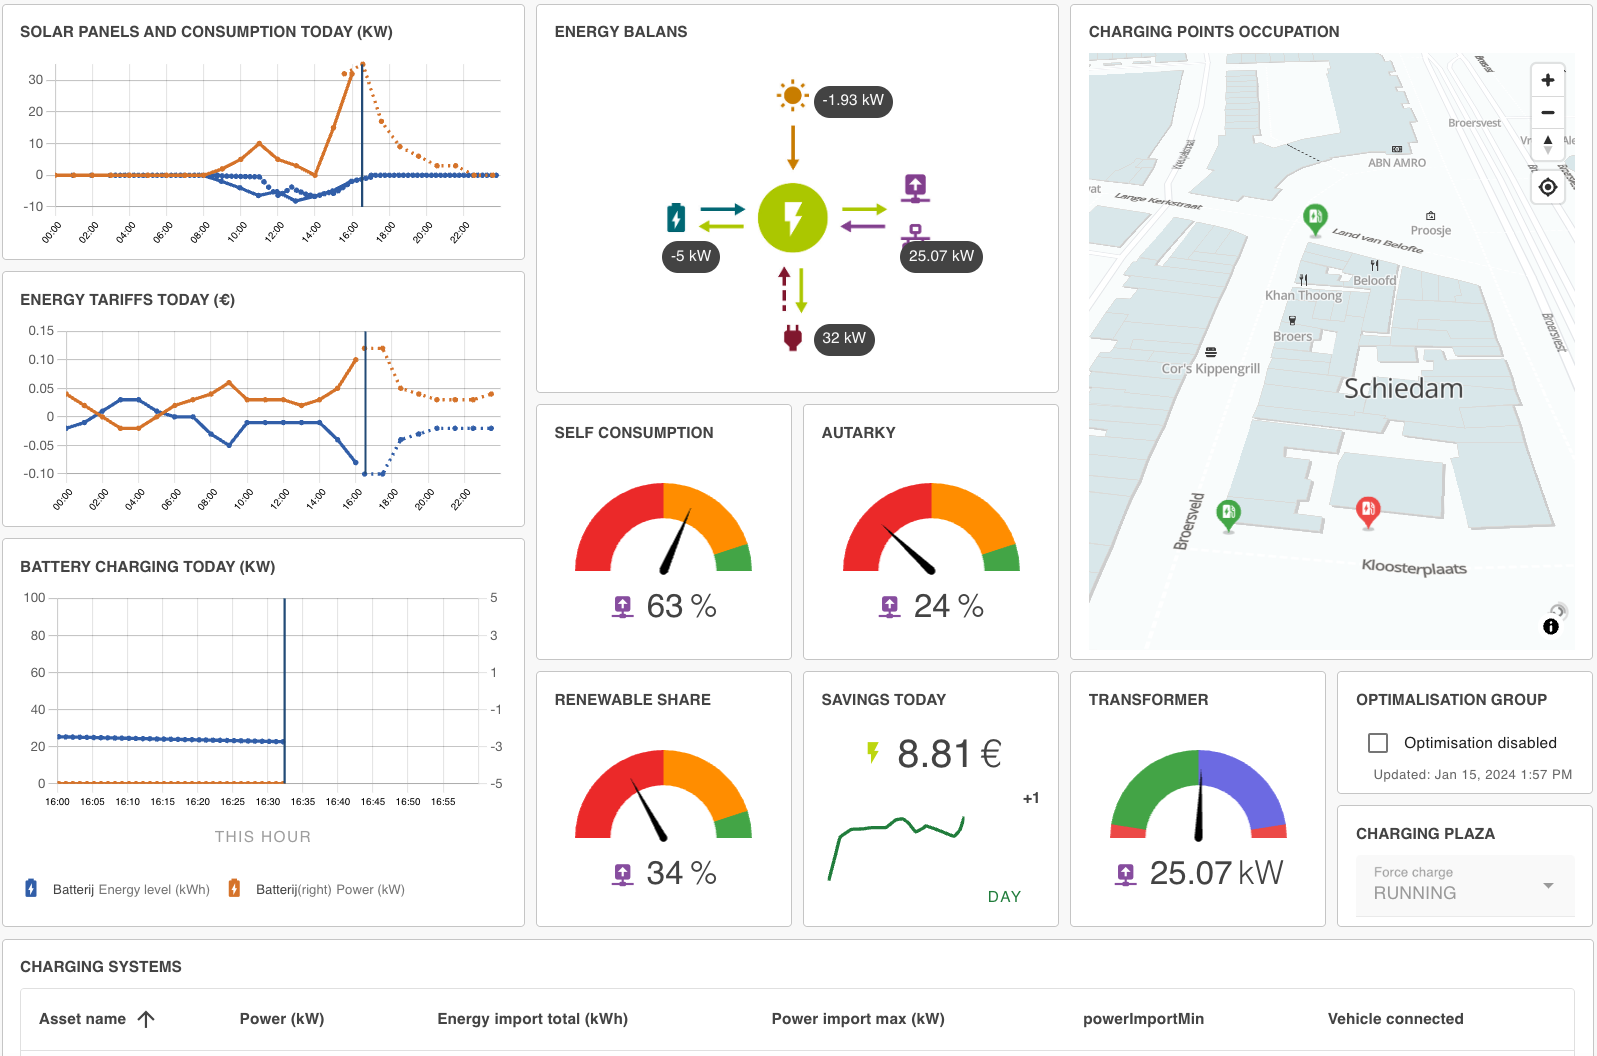 SOLAR PANELS AND CONSUMPTION TODAY (KW)
30
20
10
0
-10
00:00
02:00
04:00
06:00
08:00
10:00
12:00
14:00
16:00
18:00
20:00
22:00
ENERGY TARIFFS TODAY (€)
0.15
0.10
0.05
0
-0.05
-0.10
00:00
02:00
04:00
06:00
08:00
10:00
12:00
14:00
16:00
18:00
20:00
22:00
BATTERY CHARGING TODAY (KW)
100
80
60
40
20
0
5
3
1
-1
-3
-5
16:00 16:05 16:10 16:15 16:20 16:25 16:30 16:35 16:40 16:45 16:50 16:55
THIS HOUR
Batterij Energy level (kWh) Batterij(right) Power (kW)
ENERGY BALANS
-1.93 kW
-5 kW
25.07 kW
32 kW
SELF CONSUMPTION
63 %
AUTARKY
24 %
RENEWABLE SHARE
34 %
SAVINGS TODAY
8.81 €
+1
DAY
CHARGING POINTS OCCUPATION
Broersvest
ABN AMRO
Lange Kerkstraat
Proosje
Land van Belofte
Beloofd
Khan Thoong
Broers
Broersvest
Cor's Kippengrill
Schiedam
Broersveld
Kloosterplaats
TRANSFORMER
25.07 kW
OPTIMALISATION GROUP
Optimisation disabled
Updated: Jan 15, 2024 1:57 PM
CHARGING PLAZA
Force charge
RUNNING
CHARGING SYSTEMS
Asset name Power (kW) Energy import total (kWh) Power import max (kW) powerImportMin Vehicle connected